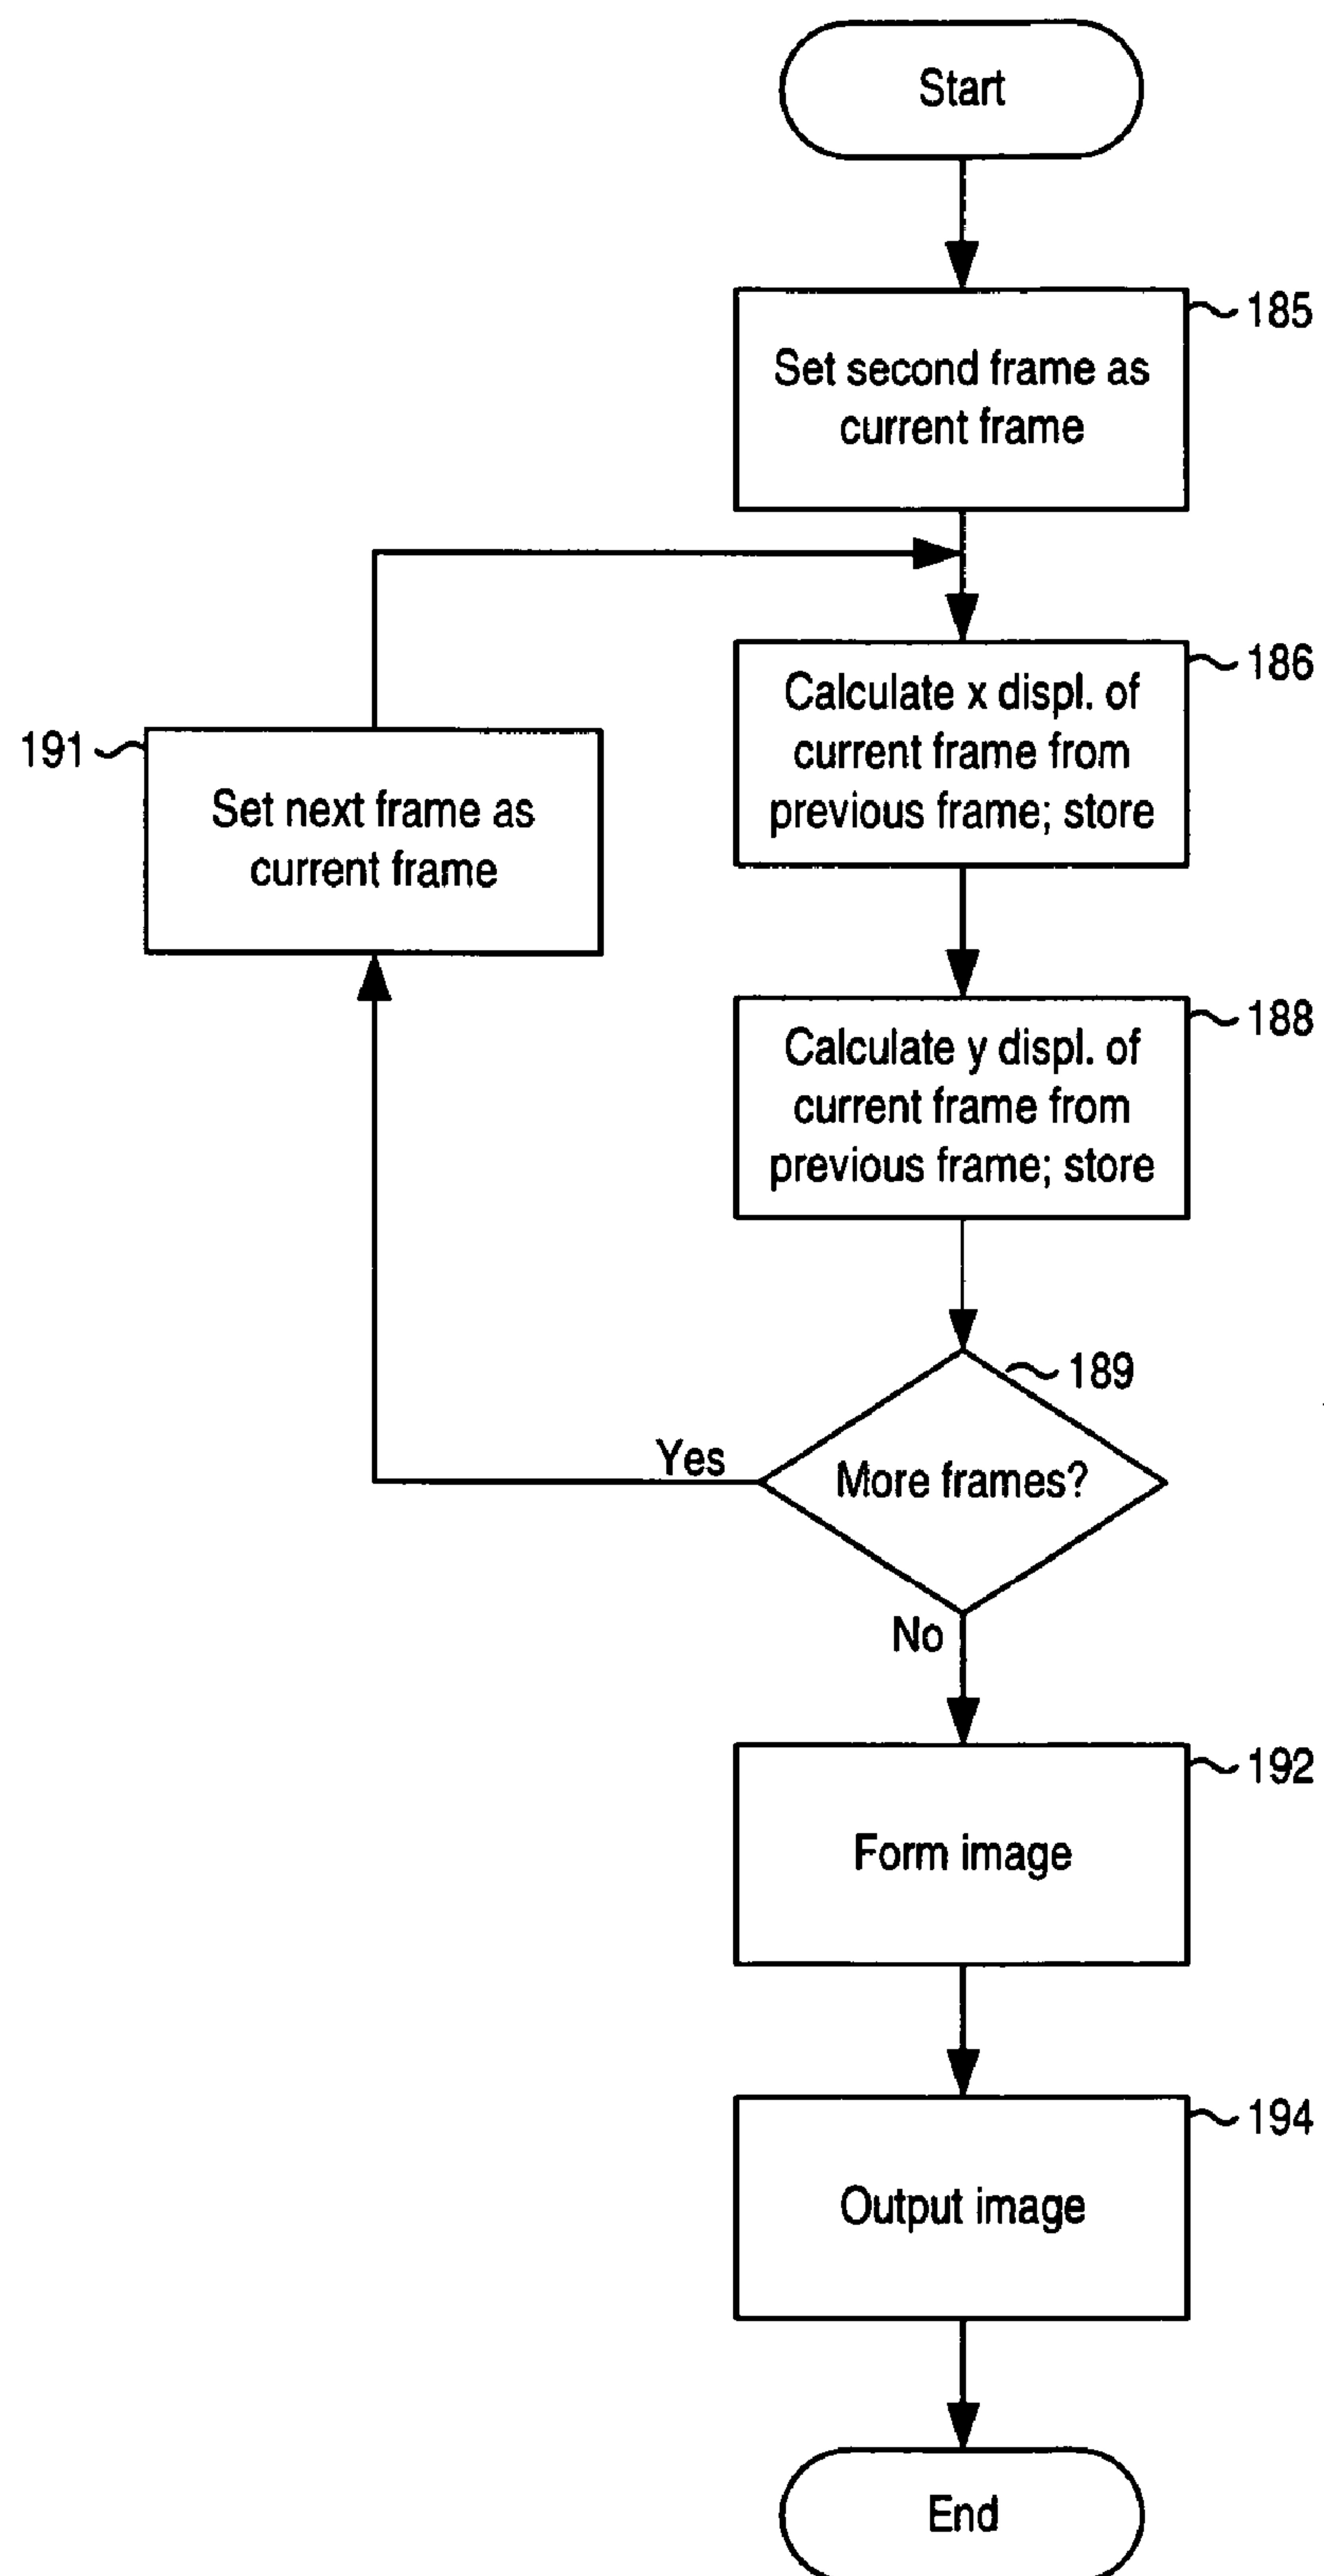 Start
185
Set second frame as
current frame
186
Calculate x displ. of
current frame from
previous frame; store
191
Set next frame as
current frame
188
Calculate y displ. of
current frame from
previous frame; store
189
More frames?
Yes
No
192
Form image
194
Output image
End